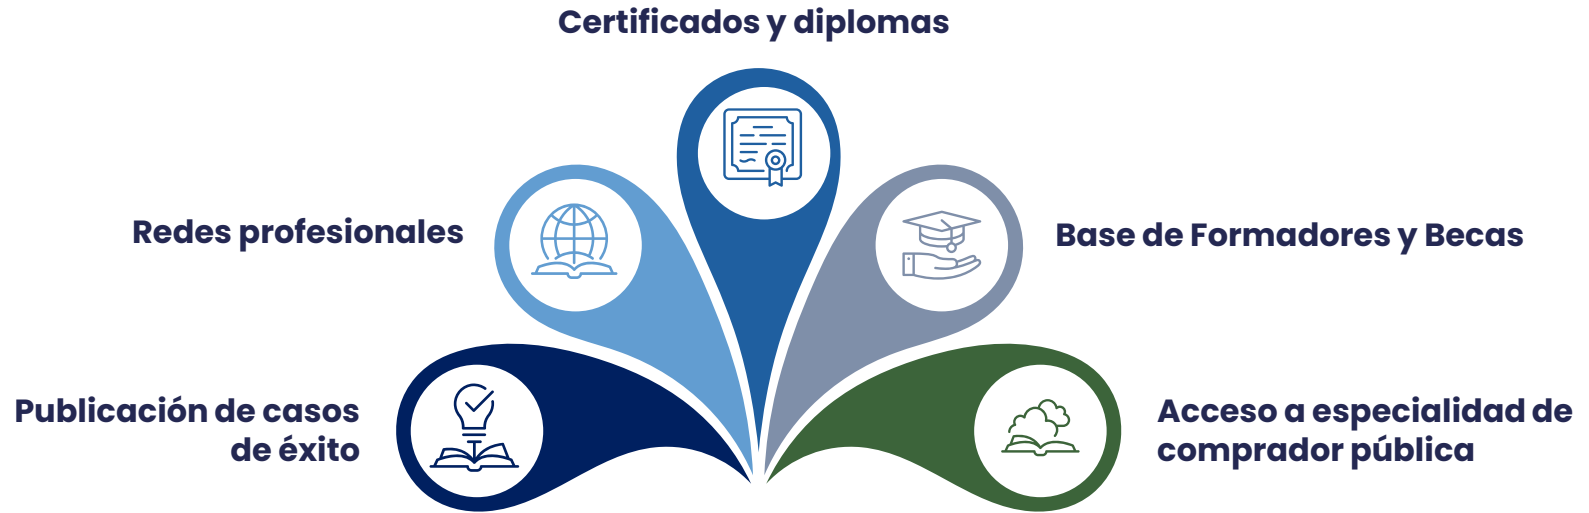 Certificados y diplomas
Redes profesionales
Base de Formadores y Becas
Publicación de casos
de éxito
Acceso a especialidad de
comprador pública